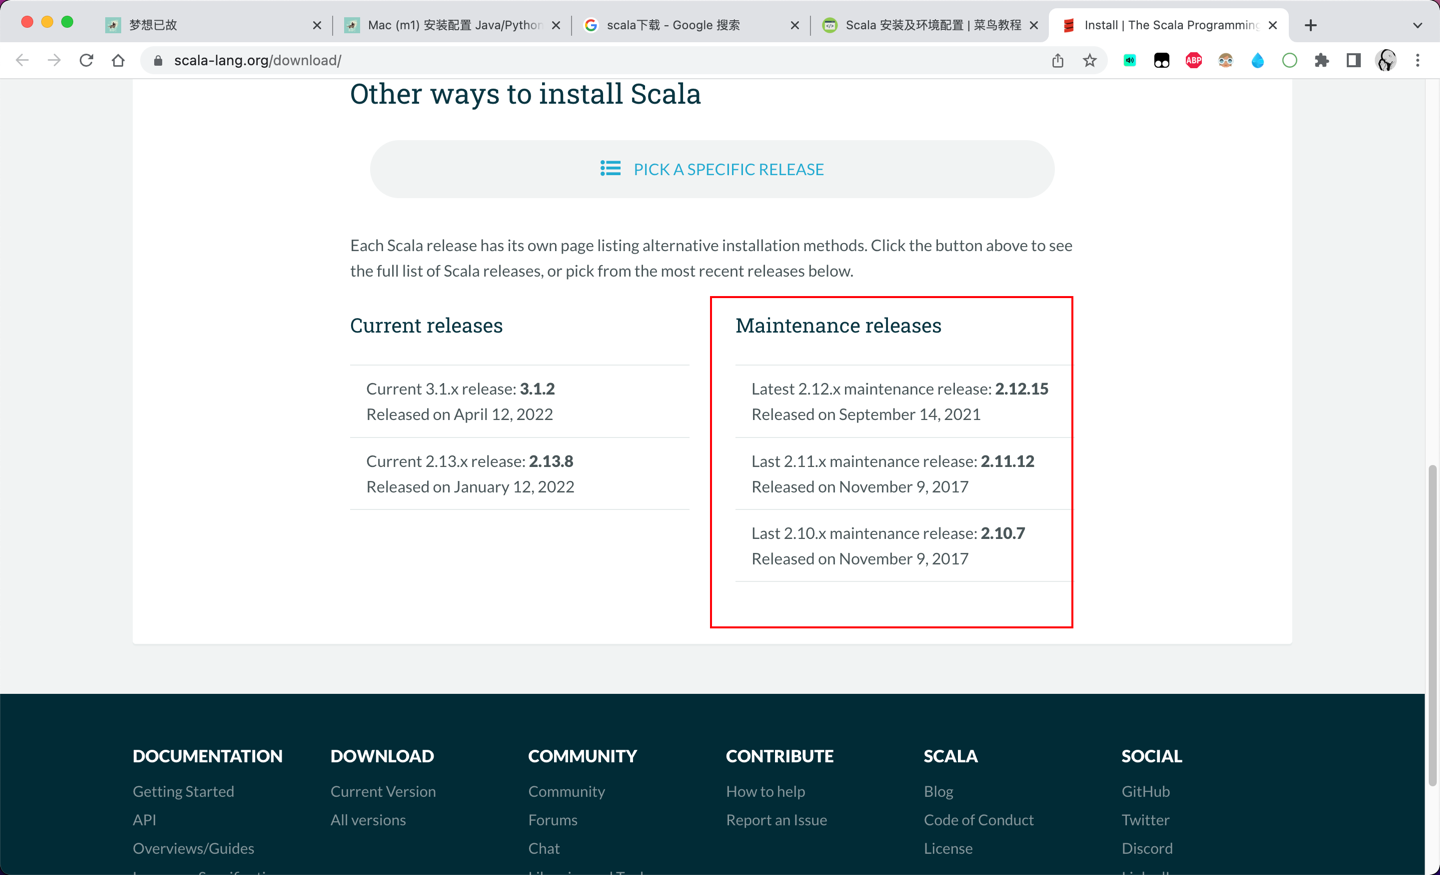 梦想已故
Mac (m1) 安装配置 Java/Python
scala下载 - Google 搜索
Scala 安装及环境配置 | 菜鸟教程
Install | The Scala Programming
scala-lang.org/download/
ABP
Other ways to install Scala
PICK A SPECIFIC RELEASE
Each Scala release has its own page listing alternative installation methods. Click the button above to see
the full list of Scala releases, or pick from the most recent releases below.
Current releases
Current 3.1.x release: 3.1.2
Released on April 12, 2022
Current 2.13.x release: 2.13.8
Released on January 12, 2022
Maintenance releases
Latest 2.12.x maintenance release: 2.12.15
Released on September 14, 2021
Last 2.11.x maintenance release: 2.11.12
Released on November 9, 2017
Last 2.10.x maintenance release: 2.10.7
Released on November 9, 2017
DOCUMENTATION
Getting Started
API
Overviews/Guides
DOWNLOAD
Current Version
All versions
COMMUNITY
Community
Forums
Chat
CONTRIBUTE
How to help
Report an Issue
SCALA
Blog
Code of Conduct
License
SOCIAL
GitHub
Twitter
Discord